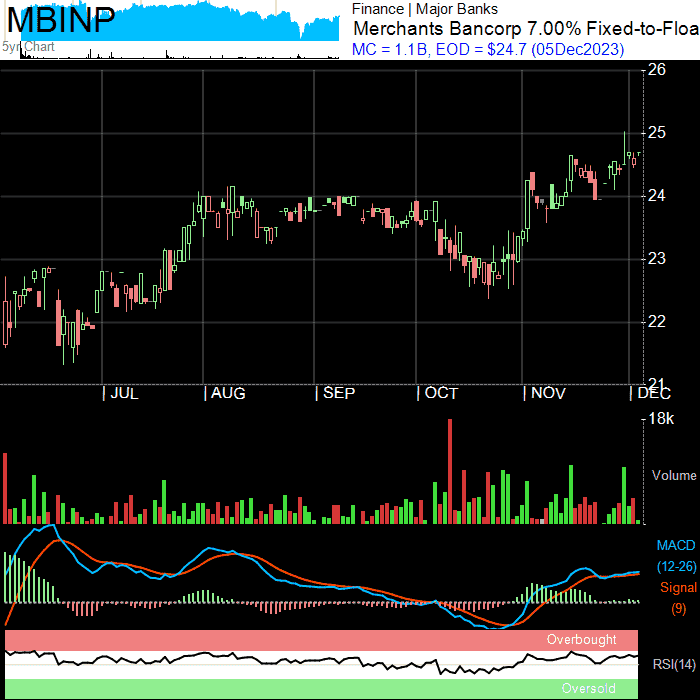 MBINP
5yr Chart
Finance | Major Banks
Merchants Bancorp 7.00% Fixed-to-Floa
MC = 1.1B, EOD = $24.7 (05Dec2023)
26
25
24
23
22
21
JUL AUG SEP OCT NOV DEC
18k
Volume
MACD
(12-26)
Signal
(9)
Overbought
RSI(14)
Oversold